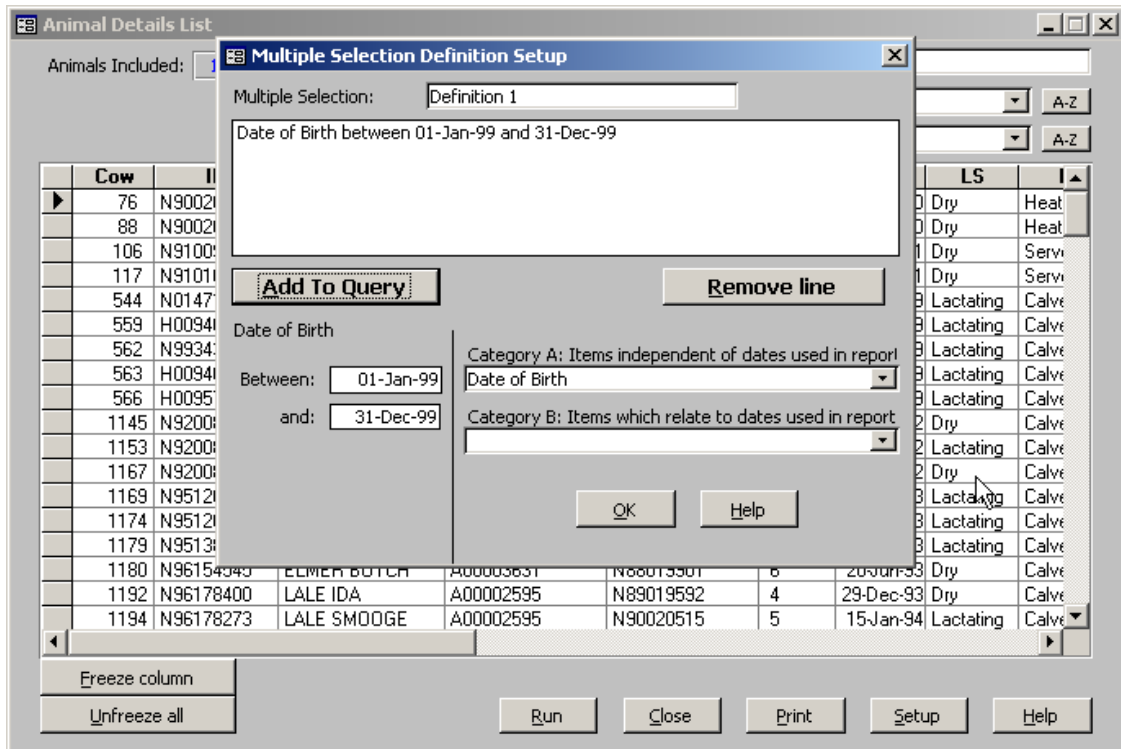 Animal Details List
Multiple Selection Definition Setup
Animals Included:
Multiple Selection: Definition 1
Date of Birth between 01-Jan-99 and 31-Dec-99
A-Z
A-Z
Add To Query Remove line
Date of Birth
Between: 01-Jan-99
and: 31-Dec-99
Category A: Items independent of dates used in report
Date of Birth
Category B: Items which relate to dates used in report
OK Help
Cow LS
76 Dry Heat
88 Dry Heat
106 Dry
117 Dry
544 Lactating
559 Lactating
562 Lactating
563 Lactating
566 Lactating
1145 Dry
1153 Lactating
1167 Dry
1169 Lactating
1174 Lactating
1179 Lactating
1180 N96154545 ELMER BUTCH A00003631 N88019901 6 20-Jun-93 Dry
1192 N96178400 LALE IDA A00002595 N89019592 4 29-Dec-93 Dry
1194 N96178273 LALE SMOOGE A00002595 N90020515 5 15-Jan-94 Lactating
Freeze column
Unfreeze all
Run Close Print Setup Help